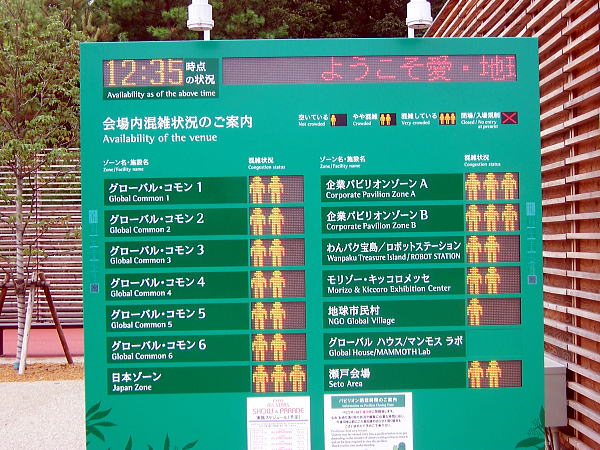 12:35 時点の状況
ようこそ愛・地
Availability as of the above time
会場内混雑状況のご案内
Availability of the venue
空いている
Not crowded
やや混雑
Crowded
混雑している
Very crowded
閉場/入場規制
Closed / No entry at present
ゾーン名・施設名
Zone/Facility name
混雑状況
Congestion status
グローバル・コモン 1
Global Common 1
グローバル・コモン 2
Global Common 2
グローバル・コモン 3
Global Common 3
グローバル・コモン 4
Global Common 4
グローバル・コモン 5
Global Common 5
グローバル・コモン 6
Global Common 6
日本ゾーン
Japan Zone
ゾーン名・施設名
Zone/Facility name
混雑状況
Congestion status
企業パビリオンゾーン A
Corporate Pavilion Zone A
企業パビリオンゾーン B
Corporate Pavilion Zone B
わんパク宝島/ロボットステーション
Wanpaku Treasure Island/ROBOT STATION
モリゾー・キッコロメッセ
Morizo & Kiccoro Exhibition Center
地球市民村
NGO Global Village
グローバル ハウス/マンモス ラボ
Global House/MAMMOTH Lab
瀬戸会場
Seto Area
SHOW & PARADE